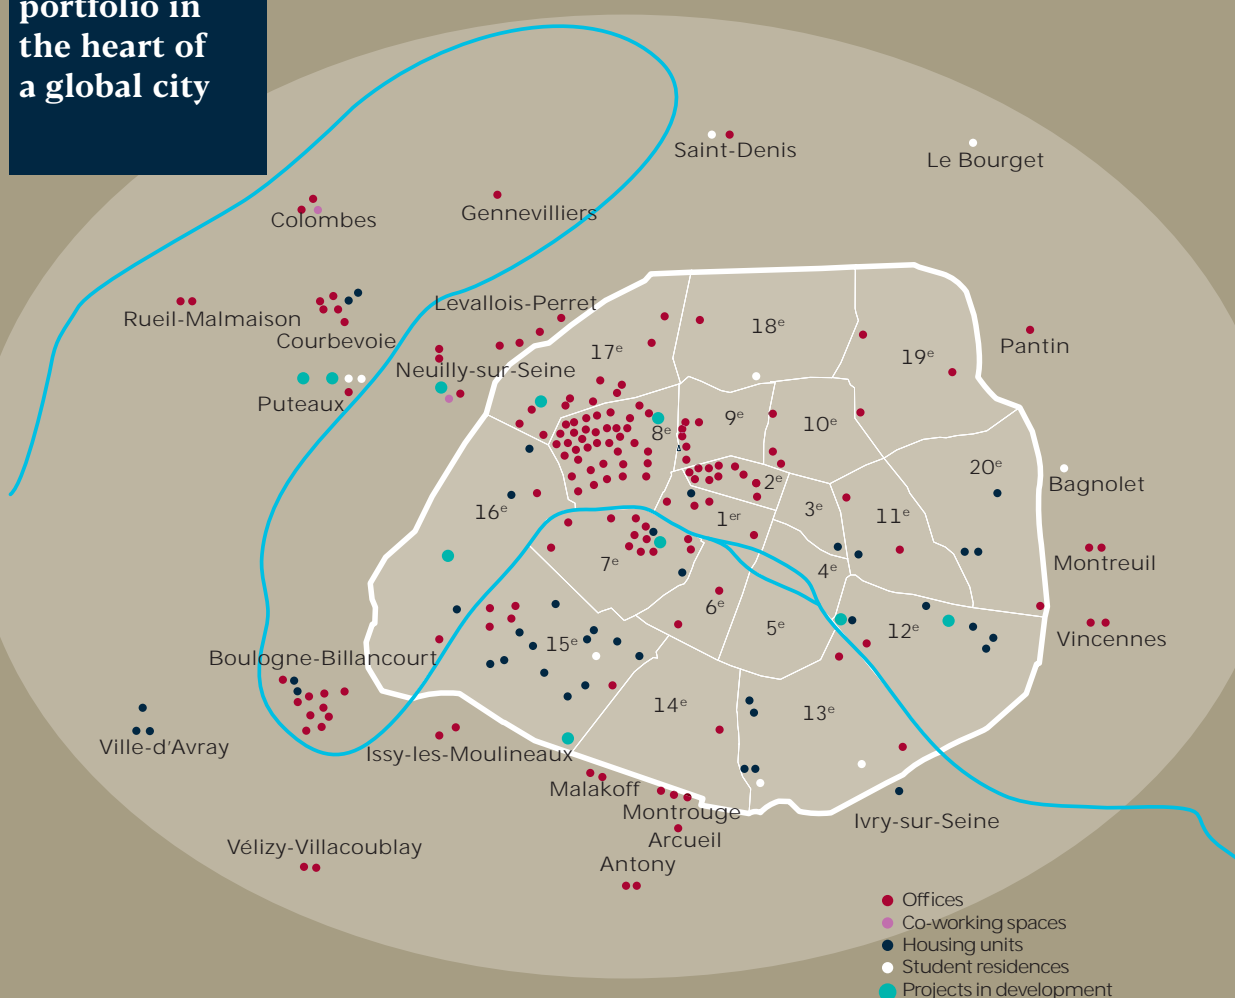 portfolio in
the heart of
a global city
Saint-Denis
Le Bourget
Colombes
Gennevilliers
Rueil-Malmaison
Levallois-Perret
Courbevoie
18e
17e
19e
Pantin
Neuilly-sur-Seine
Puteaux
9e
10e
8e
20e
Bagnolet
2e
16e
3e
11e
1er
7e
4e
Montreuil
6e
5e
12e
Vincennes
15e
Boulogne-Billancourt
14e
13e
Ville-d'Avray
Issy-les-Moulineaux
Malakoff
Montrouge
Ivry-sur-Seine
Arcueil
Vélizy-Villacoublay
Antony
Offices
Co-working spaces
Housing units
Student residences
Projects in development